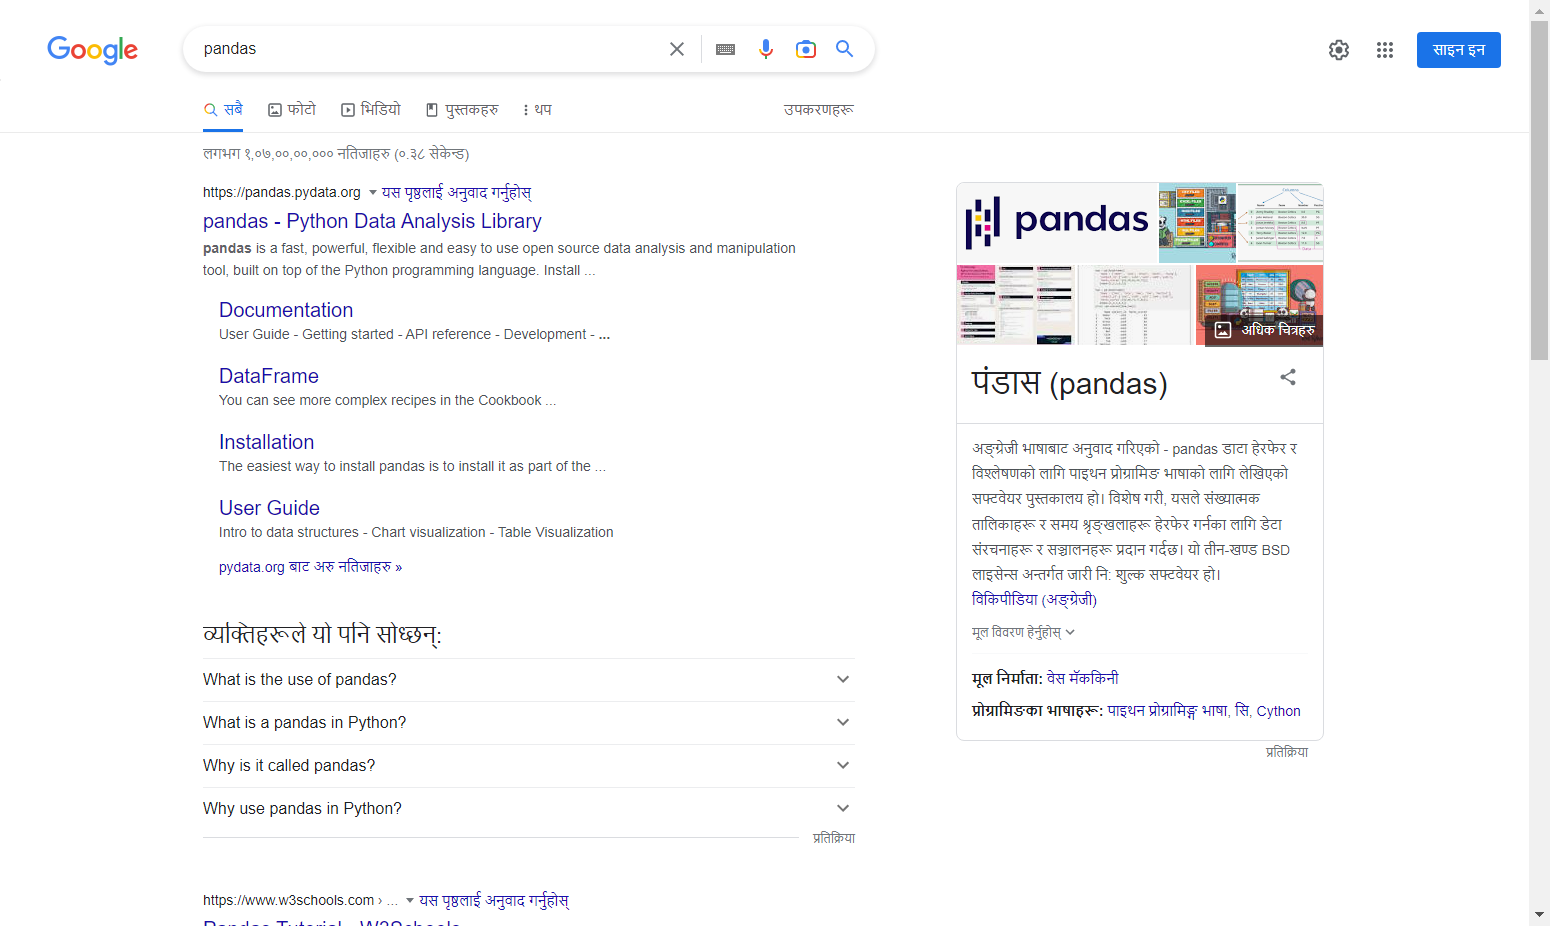 Google
pandas
साइन इन
सबै
फोटो
भिडियो
पुस्तकहरु
थप
उपकरणहरू
लगभग १,०७,००,००,००० नतिजाहरु (०.३८ सेकेन्ड)
https://pandas.pydata.org यस पृष्ठलाई अनुवाद गर्नुहोस्
pandas - Python Data Analysis Library
pandas is a fast, powerful, flexible and easy to use open source data analysis and manipulation
tool, built on top of the Python programming language. Install ...
Documentation
User Guide - Getting started - API reference - Development - ...
DataFrame
You can see more complex recipes in the Cookbook ...
Installation
The easiest way to install pandas is to install it as part of the ...
User Guide
Intro to data structures - Chart visualization - Table Visualization
pydata.org बाट अरु नतिजाहरु »
व्यक्तिहरूले यो पनि सोध्छन्:
What is the use of pandas?
What is a pandas in Python?
Why is it called pandas?
Why use pandas in Python?
प्रतिक्रिया
https://www.w3schools.com › ... यस पृष्ठलाई अनुवाद गर्नुहोस्
Pandas Tutorial - W3Schools
pandas
अधिक चित्रहरु
पंडास (pandas)
अङ्ग्रेजी भाषाबाट अनुवाद गरिएको - pandas डाटा हेरफेर र
विश्लेषणको लागि पाइथन प्रोग्रामिङ भाषाको लागि लेखिएको
सफ्टवेयर पुस्तकालय हो। विशेष गरी, यसले संख्यात्मक
तालिकाहरू र समय श्रृङ्खलाहरू हेरफेर गर्नका लागि डेटा
संरचनाहरू र सञ्चालनहरू प्रदान गर्दछ। यो तीन-खण्ड BSD
लाइसेन्स अन्तर्गत जारी नि: शुल्क सफ्टवेयर हो।
विकिपीडिया (अङ्ग्रेजी)
मूल विवरण हेर्नुहोस्
मूल निर्माता: वेस मॅककिनी
प्रोग्रामिङका भाषाहरू: पाइथन प्रोग्रामिङ्ग भाषा, सि, Cython
प्रतिक्रिया